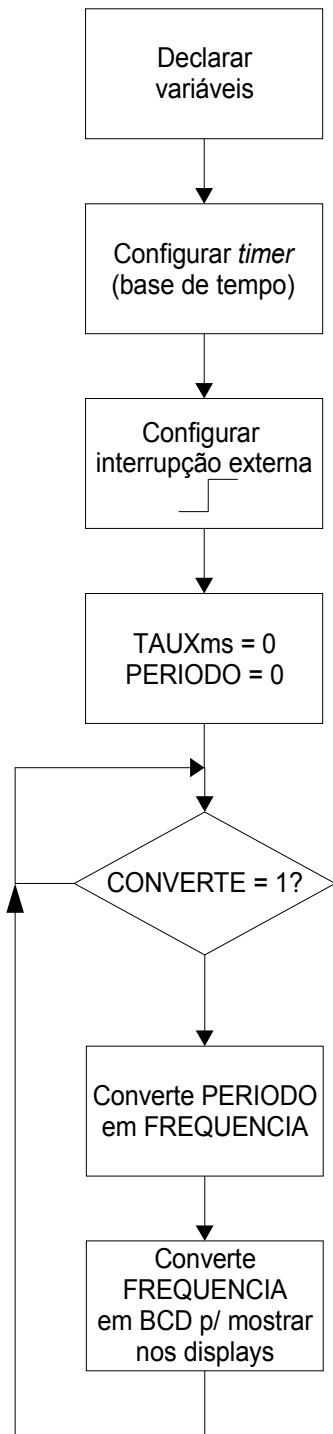 Declarar
variáveis
Configurar timer
(base de tempo)
Configurar
interrupção externa
TAUXms = 0
PERIODO = 0
CONVERTE = 1?
Converte PERIODO
em FREQUENCIA
Converte
FREQUENCIA
em BCD p/ mostrar
nos displays